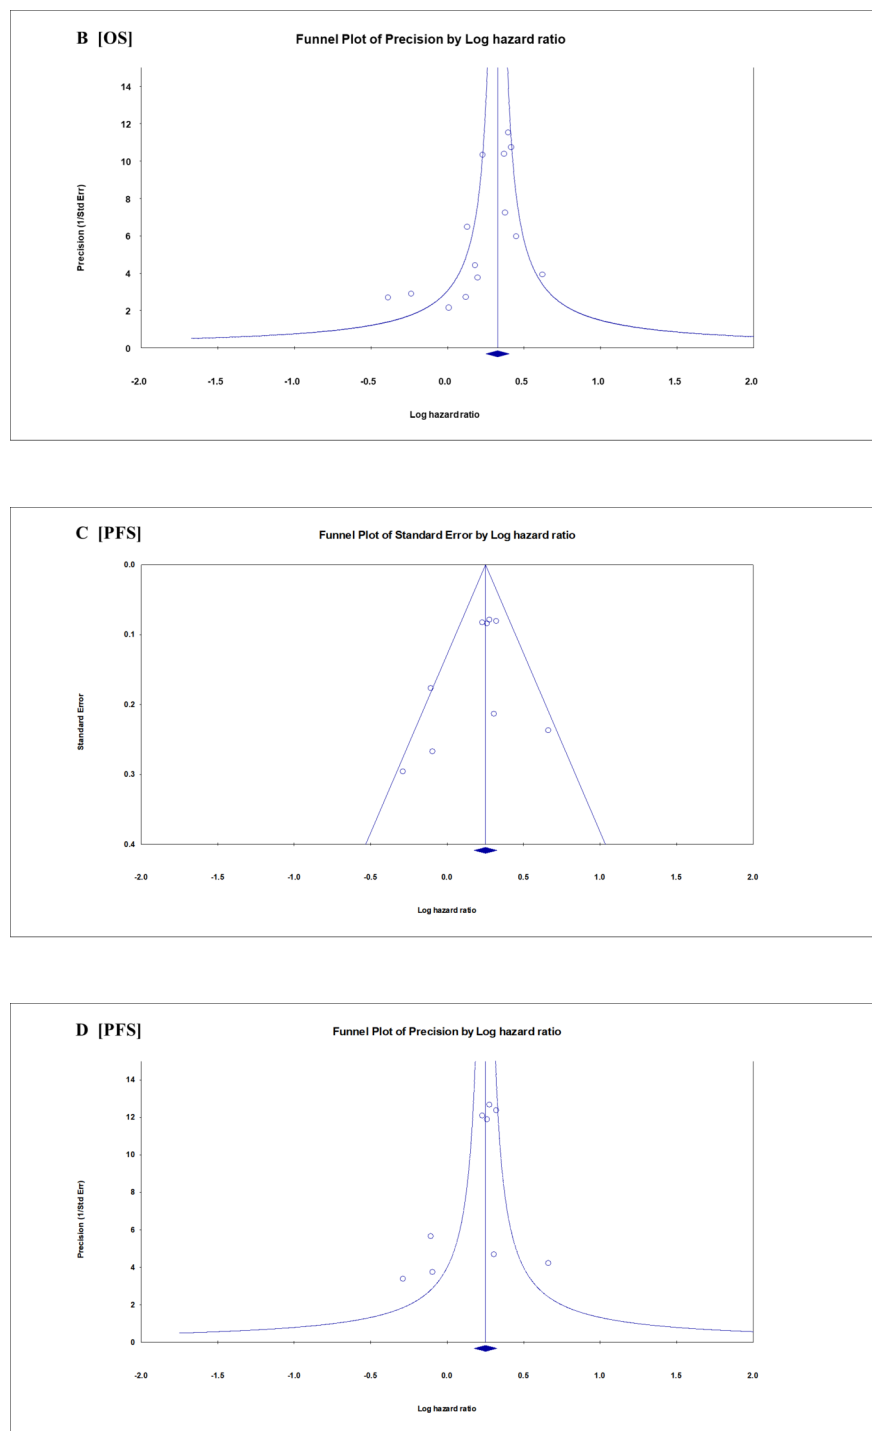 B [OS]
Funnel Plot of Precision by Log hazard ratio
14
12
10
8
6
4
2
0
Precision (1/Std Err)
-2.0 -1.5 -1.0 -0.5 0.0 0.5 1.0 1.5 2.0
Log hazard ratio
C [PFS]
Funnel Plot of Standard Error by Log hazard ratio
0.0
0.1
0.2
0.3
0.4
Standard Error
-2.0 -1.5 -1.0 -0.5 0.0 0.5 1.0 1.5 2.0
Log hazard ratio
D [PFS]
Funnel Plot of Precision by Log hazard ratio
14
12
10
8
6
4
2
0
Precision (1/Std Err)
-2.0 -1.5 -1.0 -0.5 0.0 0.5 1.0 1.5 2.0
Log hazard ratio